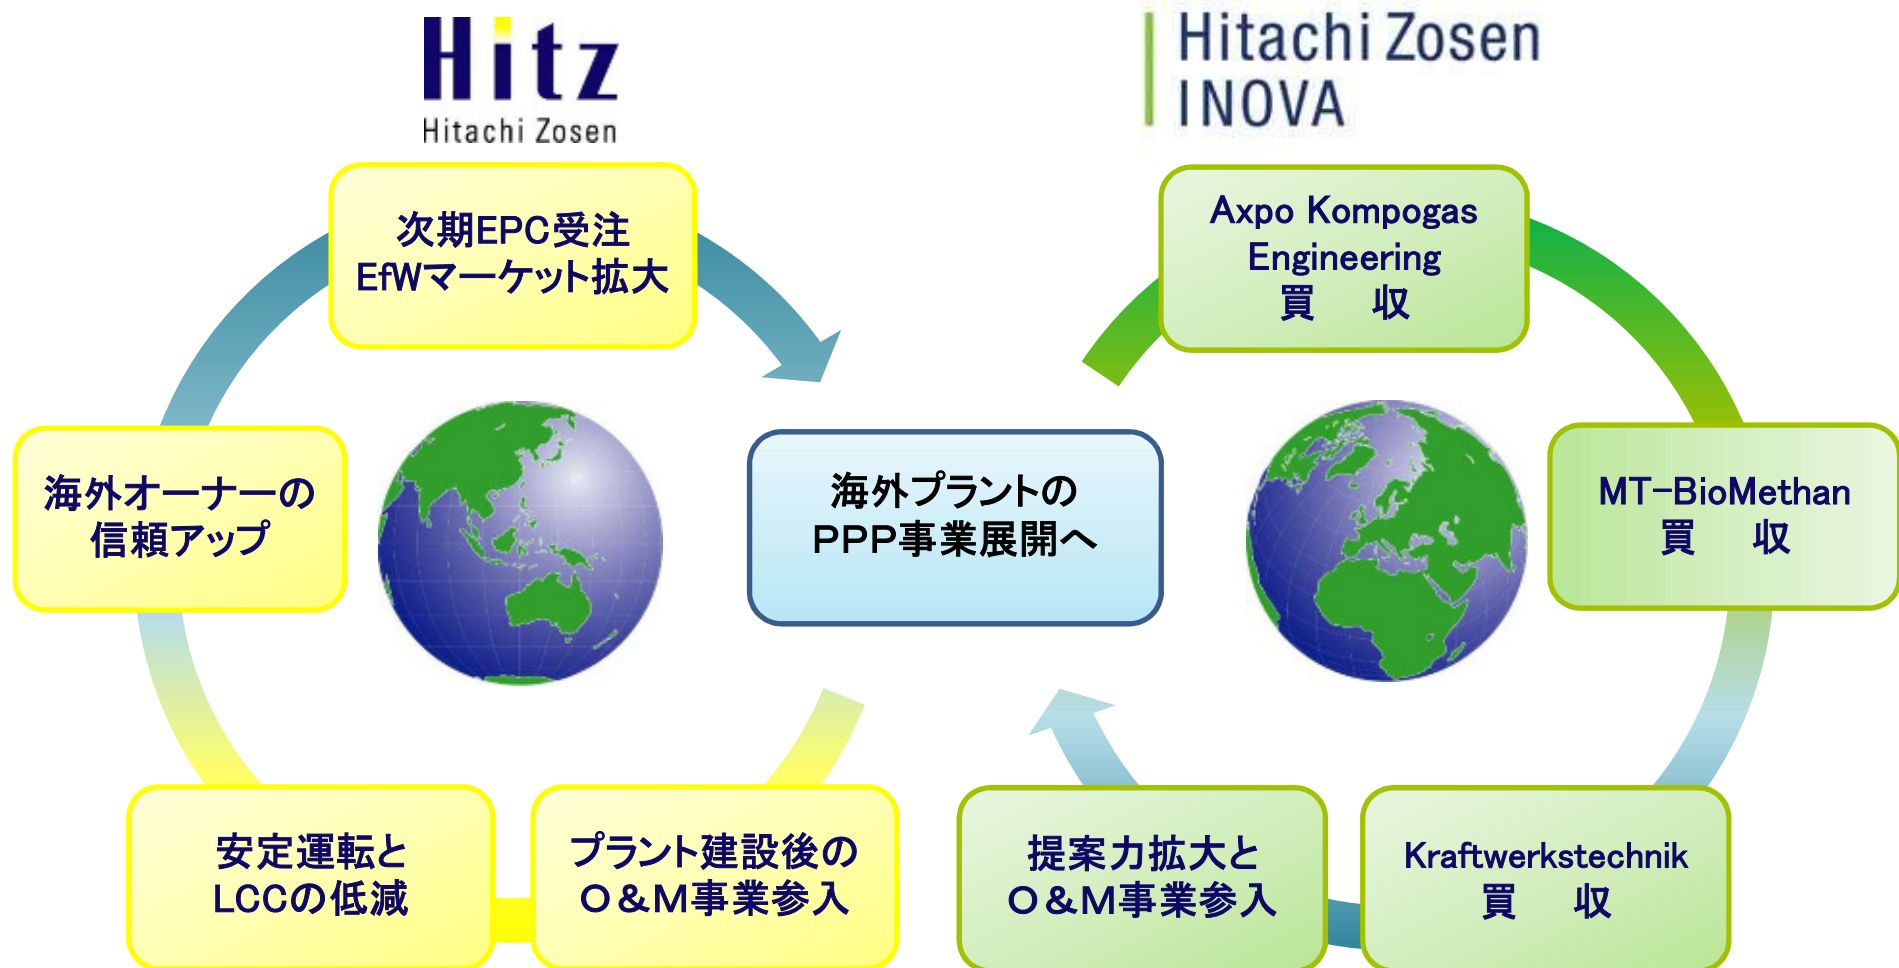 Hitz
Hitachi Zosen
Hitachi Zosen
INOVA
次期EPC受注
EfWマーケット拡大
海外オーナーの
信頼アップ
安定運転と
LCCの低減
プラント建設後の
O&M事業参入
海外プラントの
PPP事業展開へ
Axpo Kompogas
Engineering
買 収
MT-BioMethan
買 収
Kraftwerkstechnik
買 収
提案力拡大と
O&M事業参入